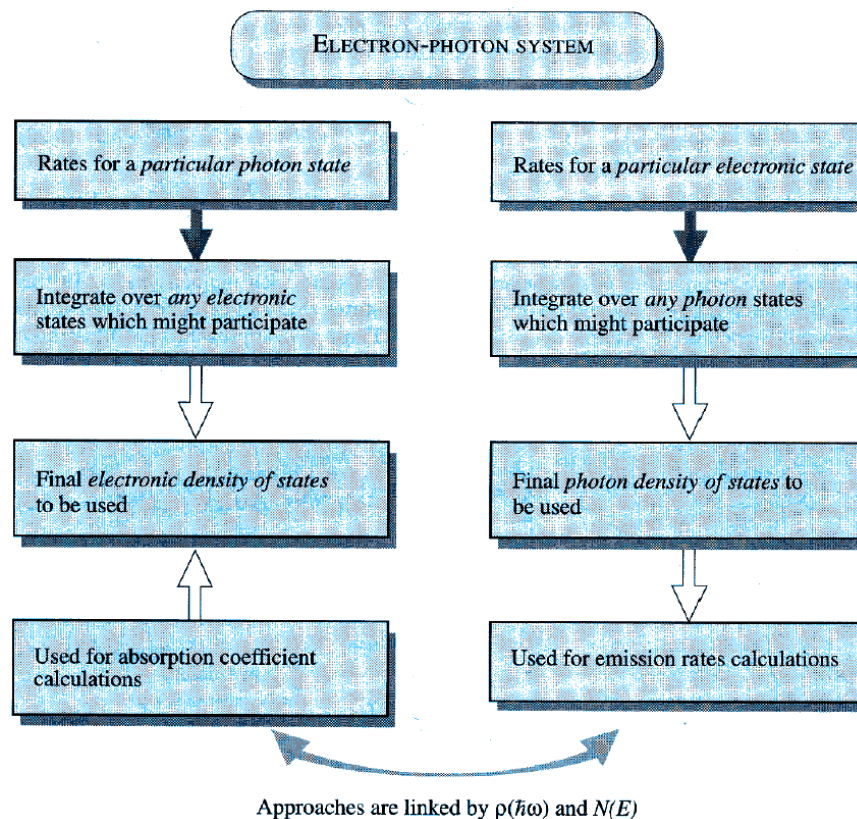 ELECTRON-PHOTON SYSTEM
Rates for a particular photon state
Integrate over any electronic
states which might participate
Final electronic density of states
to be used
Used for absorption coefficient
calculations
Rates for a particular electronic state
Integrate over any photon states
which might participate
Final photon density of states to
be used
Used for emission rates calculations
Approaches are linked by ρ(ℏω) and N(E)